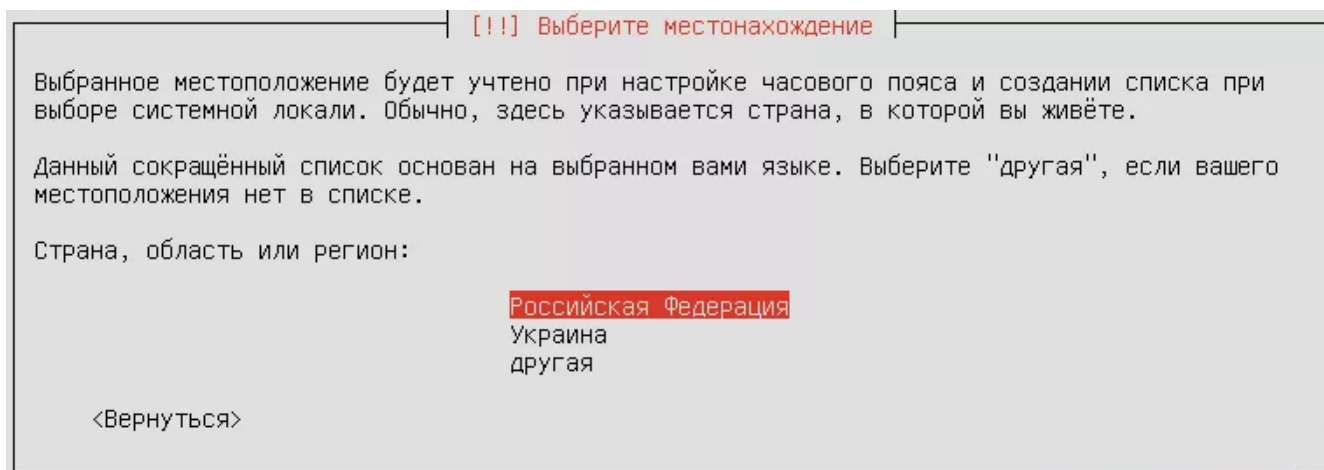 [!!] Выберите местонахождение
Выбранное местоположение будет учтено при настройке часового пояса и создании списка при
выборе системной локали. Обычно, здесь указывается страна, в которой вы живёте.
Данный сокращённый список основан на выбранном вами языке. Выберите "другая", если вашего
местоположения нет в списке.
Страна, область или регион:
Российская Федерация
Украина
другая
<Вернуться>